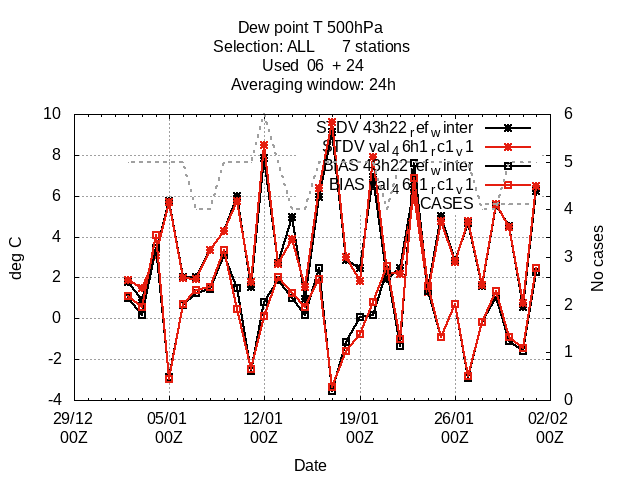 Dew point T 500hPa
Selection: ALL 7 stations
Used 06 + 24
Averaging window: 24h
10
8
6
4
2
0
-2
-4
6
5
4
3
2
1
0
deg C
No cases
STDV 43h22_ref_winter
STDV val_46h1_rc1_v1
BIAS 43h22_ref_winter
BIAS val_46h1_rc1_v1
CASES
29/12 05/01 12/01 19/01 26/01 02/02
00Z 00Z 00Z 00Z 00Z 00Z
Date